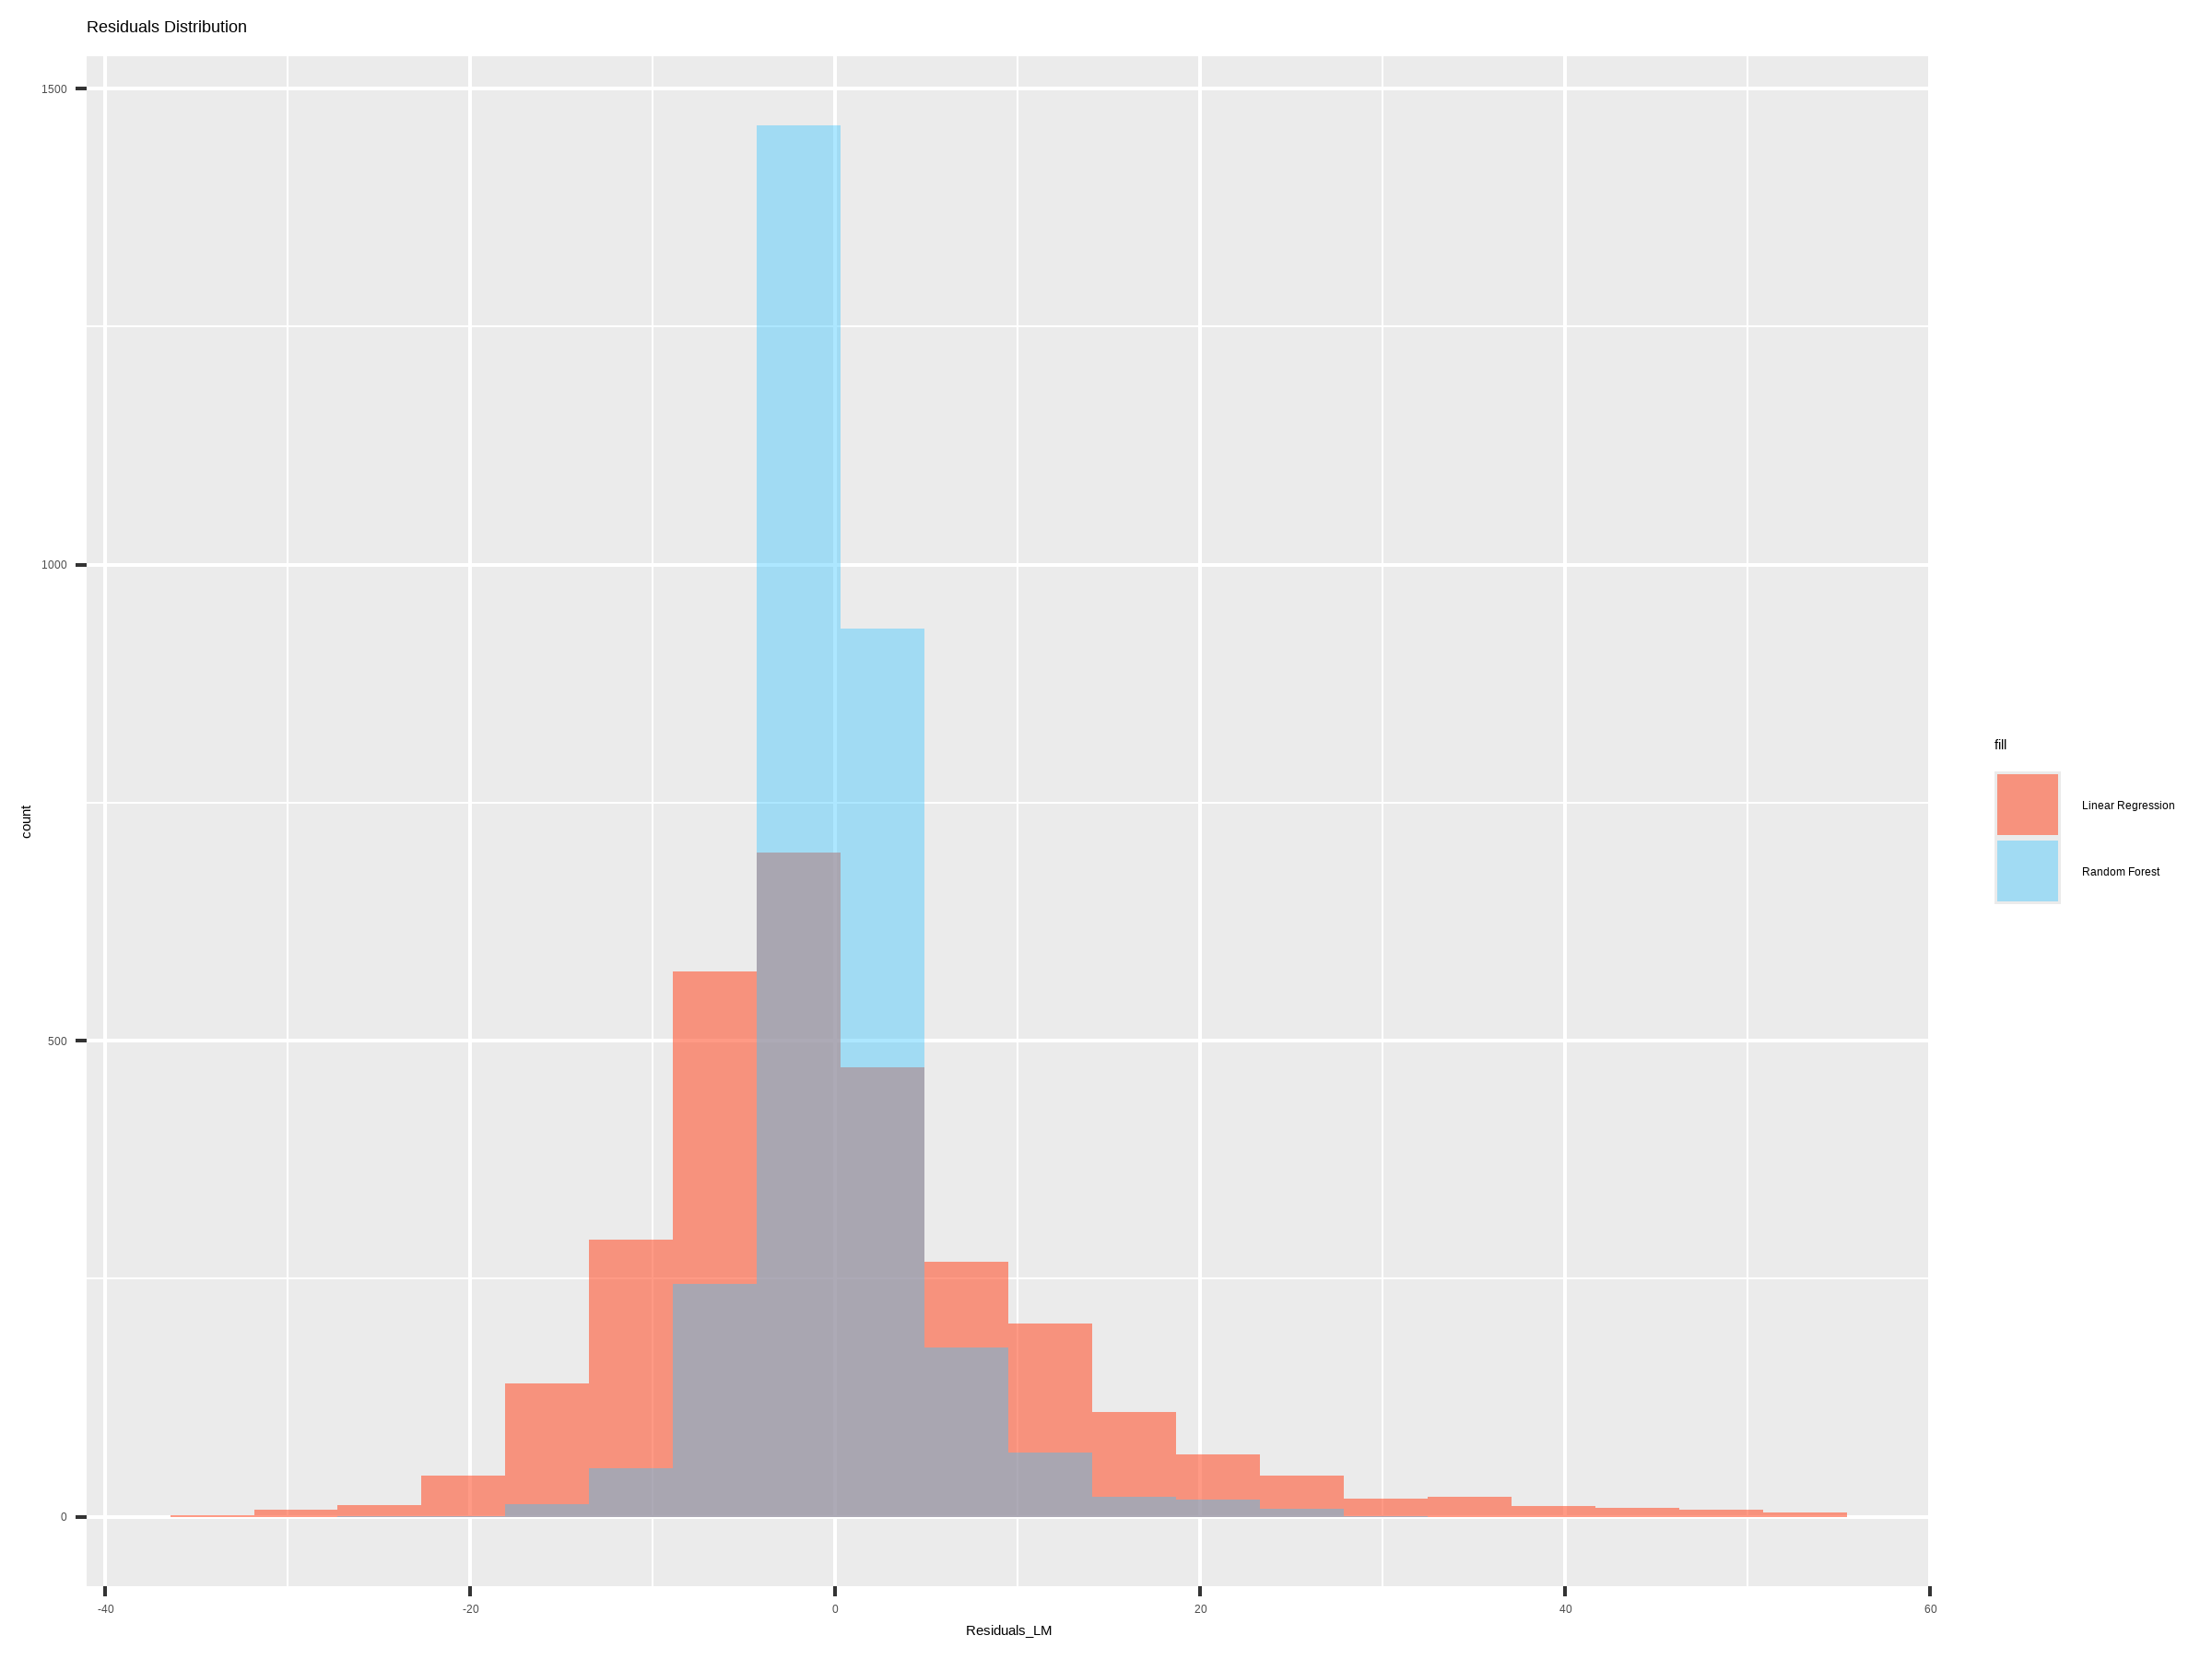 Residuals Distribution
1500
1000
500
0
count
-40
-20
0
20
40
60
Residuals_LM
fill
Linear Regression
Random Forest